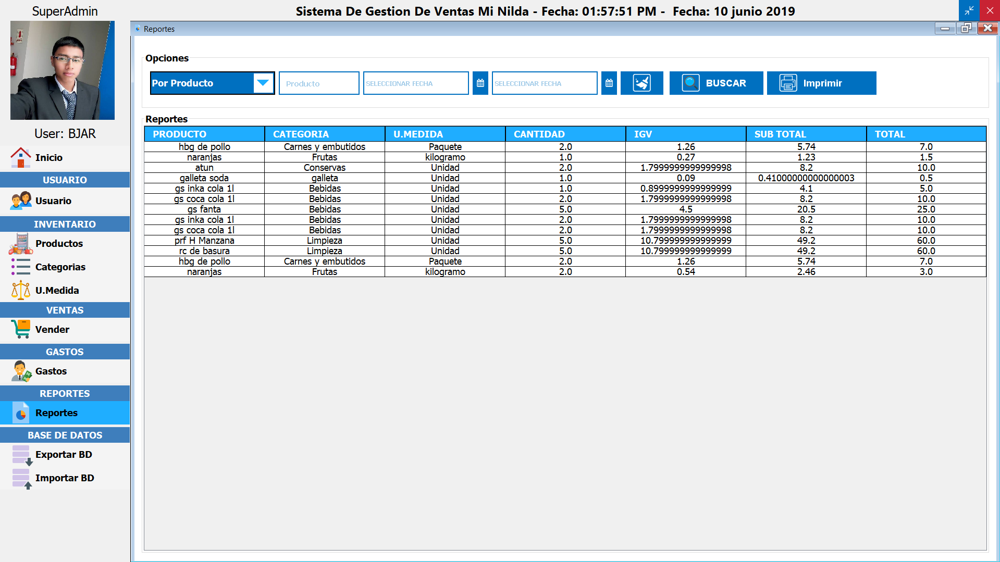 SuperAdmin
Sistema De Gestion De Ventas Mi Nilda - Fecha: 01:57:51 PM -  Fecha: 10 junio 2019
User: BJAR
Inicio
USUARIO
Usuario
INVENTARIO
Productos
Categorias
U.Medida
VENTAS
Vender
GASTOS
Gastos
REPORTES
Reportes
BASE DE DATOS
Exportar BD
Importar BD
Reportes
Opciones
Por Producto Producto SELECCIONAR FECHA SELECCIONAR FECHA BUSCAR Imprimir
Reportes
PRODUCTO CATEGORIA U.MEDIDA CANTIDAD IGV SUB TOTAL TOTAL
hbg de pollo Carnes y embutidos Paquete 2.0 1.26 5.74 7.0
naranjas Frutas kilogramo 1.0 0.27 1.23 1.5
atun Conservas Unidad 2.0 1.7999999999999998 8.2 10.0
galleta soda galleta Unidad 1.0 0.09 0.41000000000000003 0.5
gs inka cola 1l Bebidas Unidad 1.0 0.8999999999999999 4.1 5.0
gs coca cola 1l Bebidas Unidad 2.0 1.7999999999999998 8.2 10.0
gs fanta Bebidas Unidad 5.0 4.5 20.5 25.0
gs inka cola 1l Bebidas Unidad 2.0 1.7999999999999998 8.2 10.0
gs coca cola 1l Bebidas Unidad 2.0 1.7999999999999998 8.2 10.0
prf H Manzana Limpieza Unidad 5.0 10.799999999999999 49.2 60.0
rc de basura Limpieza Unidad 5.0 10.799999999999999 49.2 60.0
hbg de pollo Carnes y embutidos Paquete 2.0 1.26 5.74 7.0
naranjas Frutas kilogramo 2.0 0.54 2.46 3.0